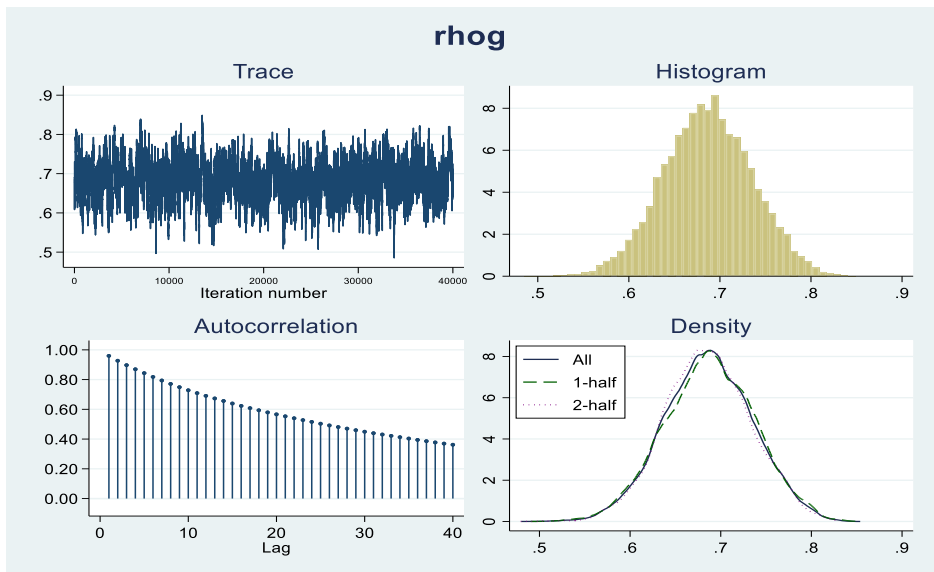 rhog
Trace
.9
.8
.7
.6
.5
0 10000 20000 30000 40000
Iteration number
Histogram
8
6
4
2
0
.5 .6 .7 .8 .9
Autocorrelation
1.00
0.80
0.60
0.40
0.20
0.00
0 10 20 30 40
Lag
Density
All
1-half
2-half
8
6
4
2
0
.5 .6 .7 .8 .9